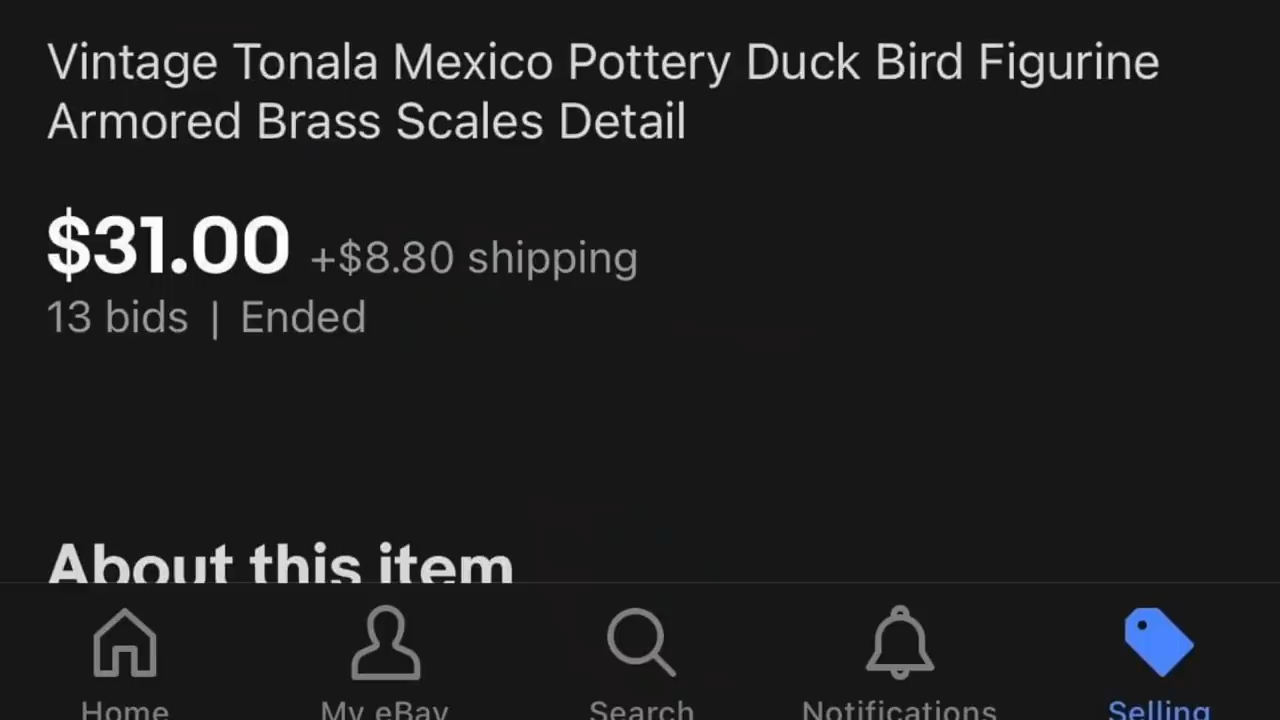 Vintage Tonala Mexico Pottery Duck Bird Figurine
Armored Brass Scales Detail
$31.00 +$8.80 shipping
13 bids | Ended
About this item
Home My eBay Search Notifications Selling